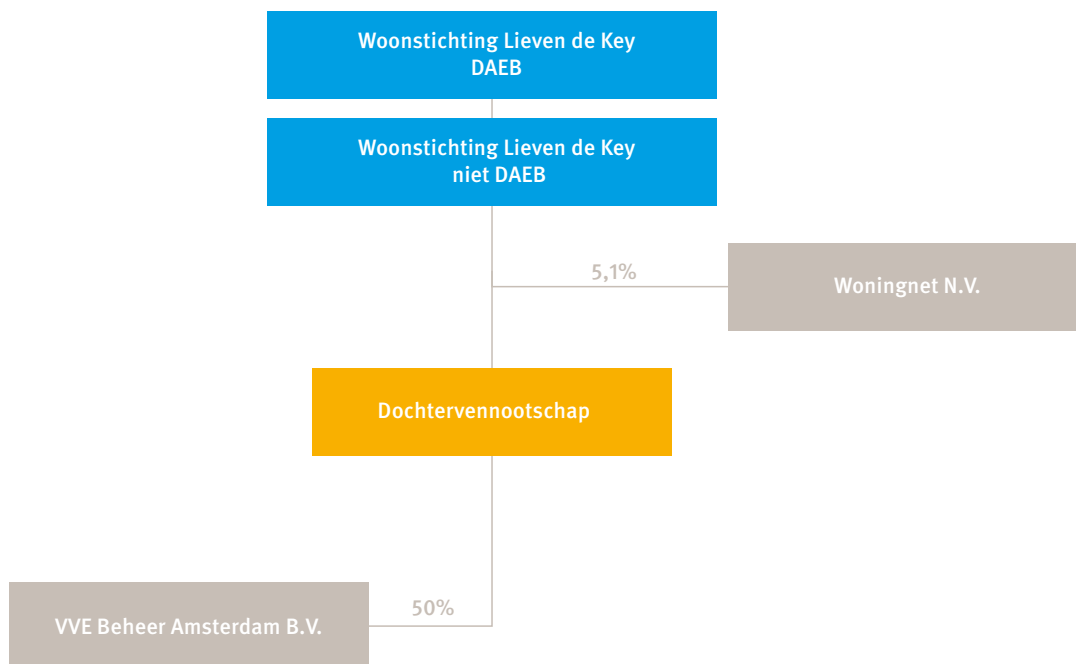 Woonstichting Lieven de Key
DAEB
Woonstichting Lieven de Key
niet DAEB
5,1%
Woningnet N.V.
Dochtervennootschap
50%
VVE Beheer Amsterdam B.V.